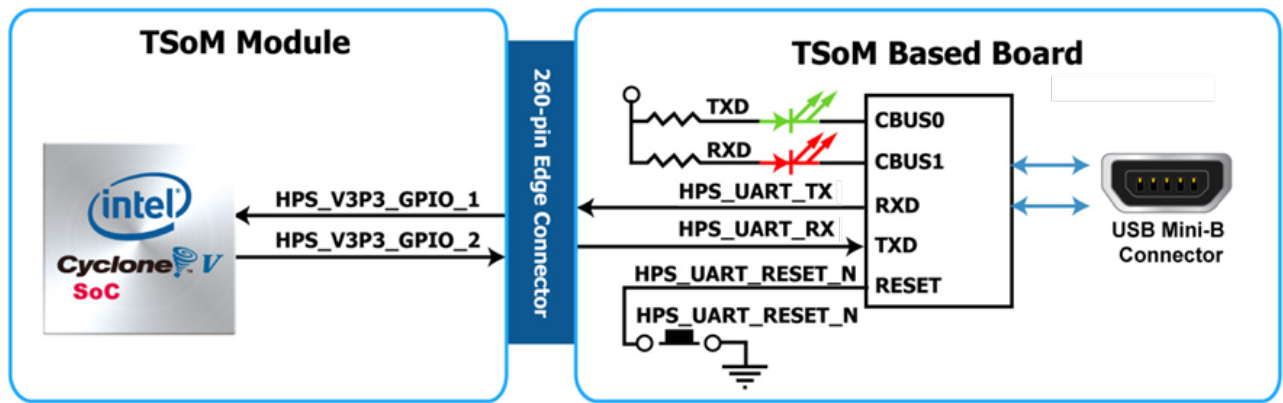 TSoM Module
intel
Cyclone V
SoC
HPS_V3P3_GPIO_1
HPS_V3P3_GPIO_2
260-pin Edge Connector
TSoM Based Board
TXD
RXD
HPS_UART_TX
HPS_UART_RX
HPS_UART_RESET_N
HPS_UART_RESET_N
CBUS0
CBUS1
RXD
TXD
RESET
USB Mini-B
Connector